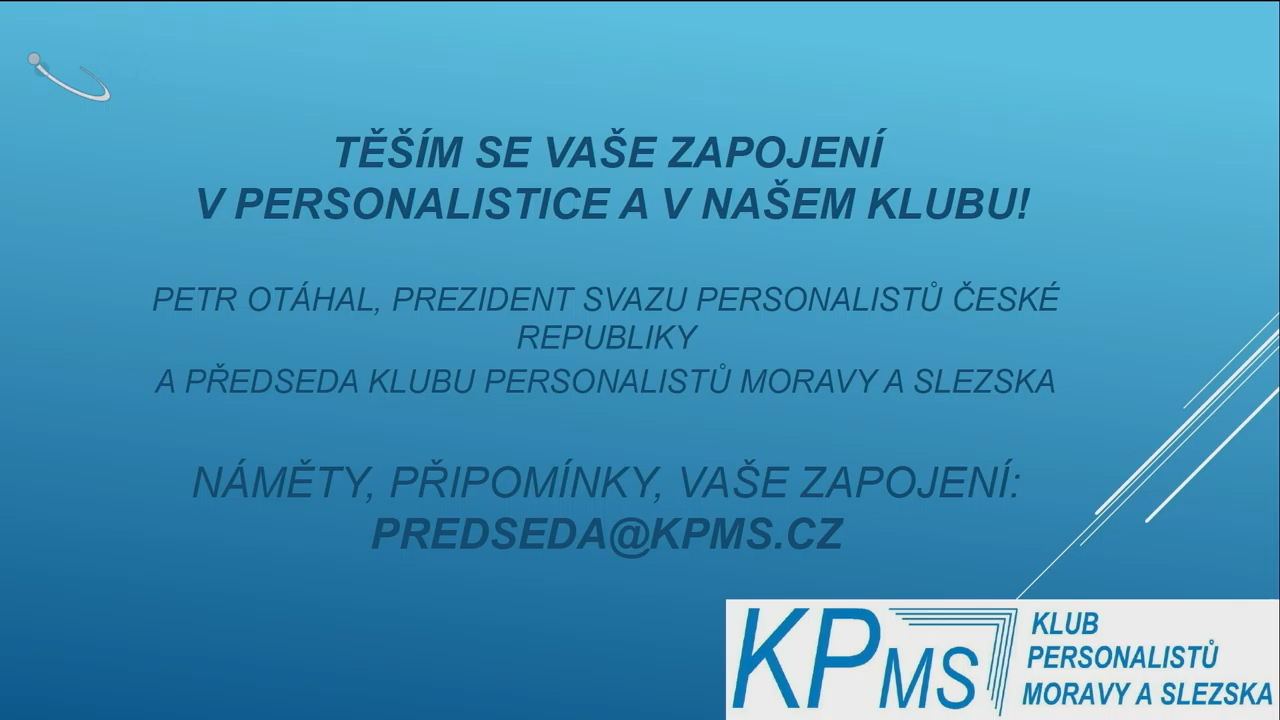 TĚŠÍM SE VAŠE ZAPOJENÍ
V PERSONALISTICE A V NAŠEM KLUBU!
PETR OTÁHAL, PREZIDENT SVAZU PERSONALISTŮ ČESKÉ
REPUBLIKY
A PŘEDSEDA KLUBU PERSONALISTŮ MORAVY A SLEZSKA
NÁMĚTY, PŘIPOMÍNKY, VAŠE ZAPOJENÍ:
PREDSEDA@KPMS.CZ
KPMS
KLUB
PERSONALISTŮ
MORAVY A SLEZSKA